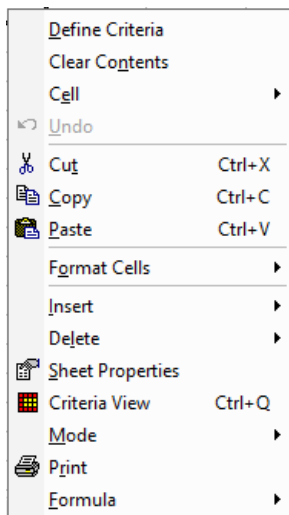 Define Criteria
Clear Contents
Cell
Undo
Cut Ctrl+X
Copy Ctrl+C
Paste Ctrl+V
Format Cells
Insert
Delete
Sheet Properties
Criteria View Ctrl+Q
Mode
Print
Formula